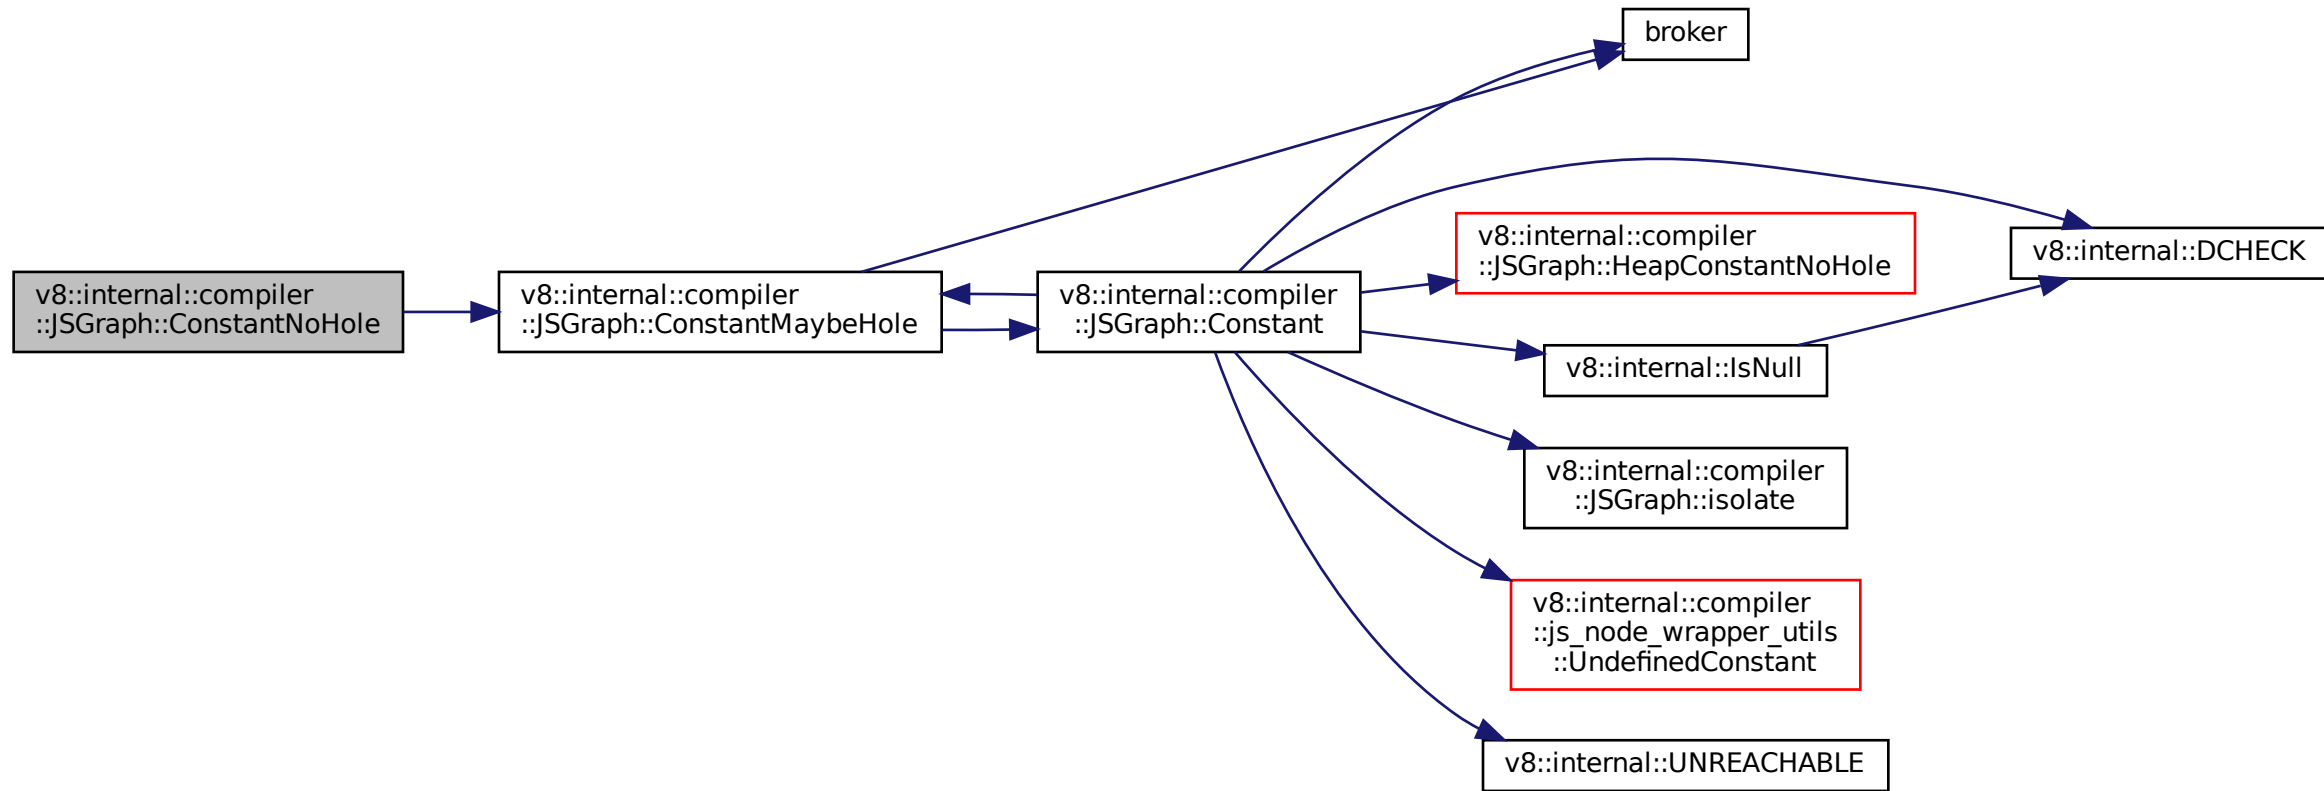 broker
v8::internal::compiler
::JSGraph::HeapConstantNoHole
v8::internal::DCHECK
v8::internal::compiler
::JSGraph::ConstantNoHole
v8::internal::compiler
::JSGraph::ConstantMaybeHole
v8::internal::compiler
::JSGraph::Constant
v8::internal::IsNull
v8::internal::compiler
::JSGraph::isolate
v8::internal::compiler
::js_node_wrapper_utils
::UndefinedConstant
v8::internal::UNREACHABLE